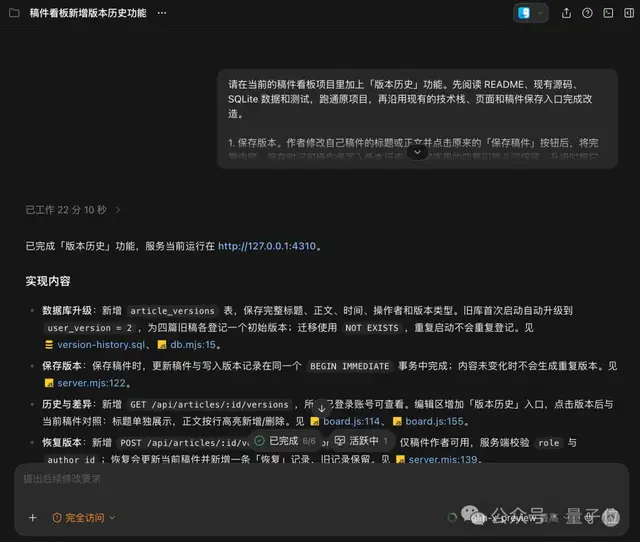 稿件看板新增版本历史功能 ···
请在当前的稿件看板项目里加上「版本历史」功能。先阅读 README、现有源码、
SQLite 数据和测试，跑通原项目，再沿用现有的技术栈、页面和稿件保存入口完成改
造。
1. 保存版本。作者修改自己稿件的标题或正文并点击原来的「保存稿件」按钮后，将完
已工作 22 分 10 秒 >
已完成「版本历史」功能，服务当前运行在 http://127.0.0.1:4310。
实现内容
• 数据库升级：新增 article_versions 表，保存完整标题、正文、时间、操作者和版本类型。旧库首次启动自动升级到
user_version = 2，为四篇旧稿各登记一个初始版本；迁移使用 NOT EXISTS，重复启动不会重复登记。见
version-history.sql、 db.mjs:15。
• 保存版本：保存稿件时，更新稿件与写入版本记录在同一个 BEGIN IMMEDIATE 事务中完成；内容未变化时不会生成重复版本。见
server.mjs:122。
• 历史与差异：新增 GET /api/articles/:id/versions，所 已登录账号可查看。编辑区增加「版本历史」入口，点击版本后与
当前稿件对照：标题单独展示，正文按行高亮新增/删除。见 board.js:114、 board.js:155。
• 恢复版本：新增 POST /api/articles/:id/ 仅稿件作者可用，服务端校验 role 与
已完成 6/6 活跃中 1
author_id；恢复会更新当前稿件并新增一条「恢复」记录，旧记录保留。见 server.mjs:139。
提出后续修改要求
+ 完全访问
-preview
公众号 · 量子位